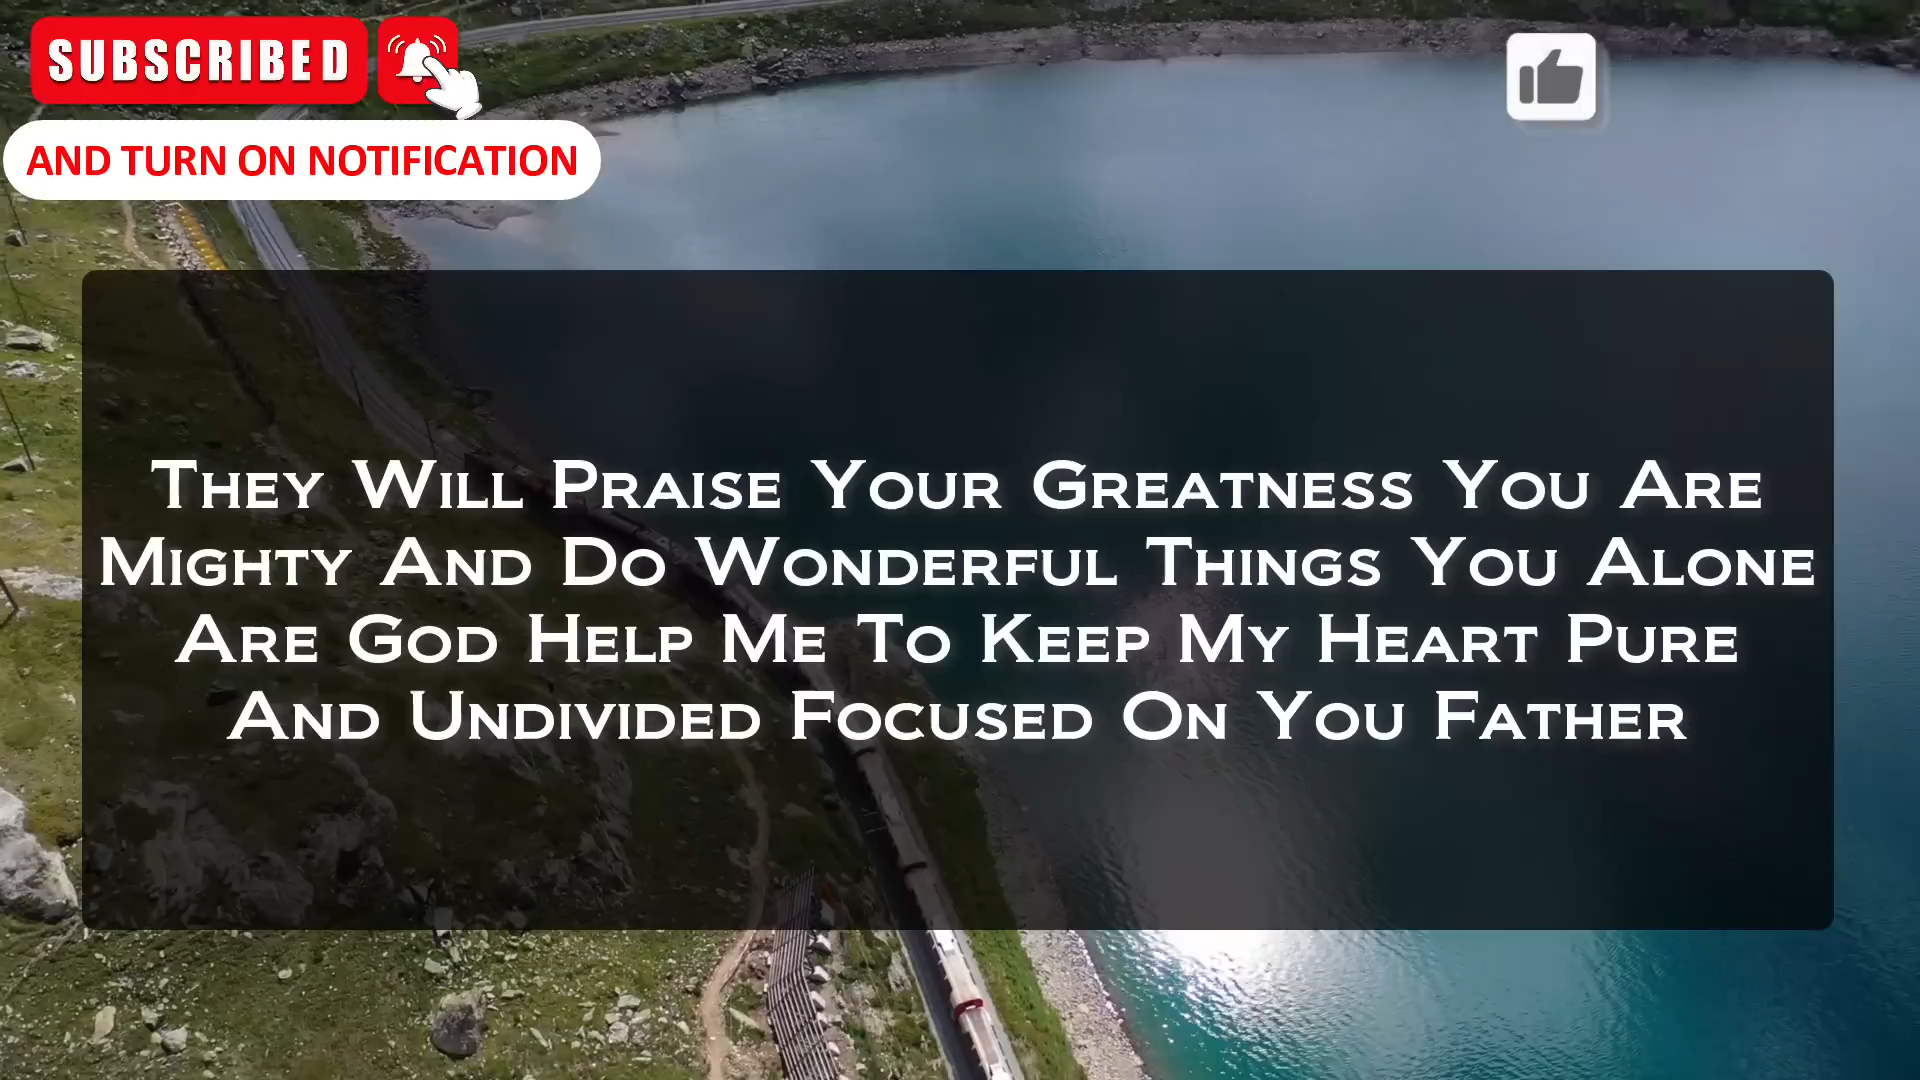 SUBSCRIBED
AND TURN ON NOTIFICATION
They Will Praise Your Greatness You Are
Mighty And Do Wonderful Things You Alone
Are God Help Me To Keep My Heart Pure
And Undivided Focused On You Father